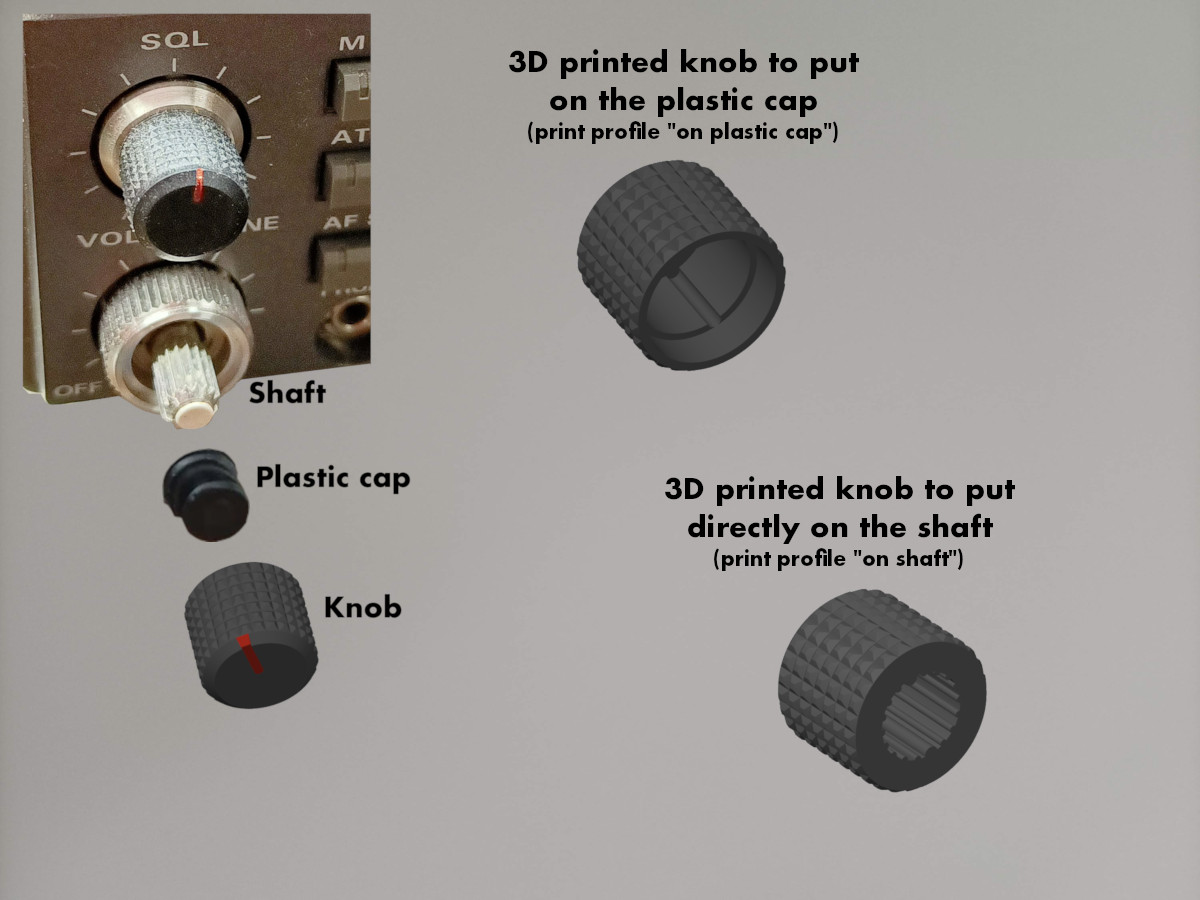 SQL
M
AT
AF S
VOL
NE
OFF
Shaft
Plastic cap
Knob
3D printed knob to put
on the plastic cap
(print profile "on plastic cap")
3D printed knob to put
directly on the shaft
(print profile "on shaft")